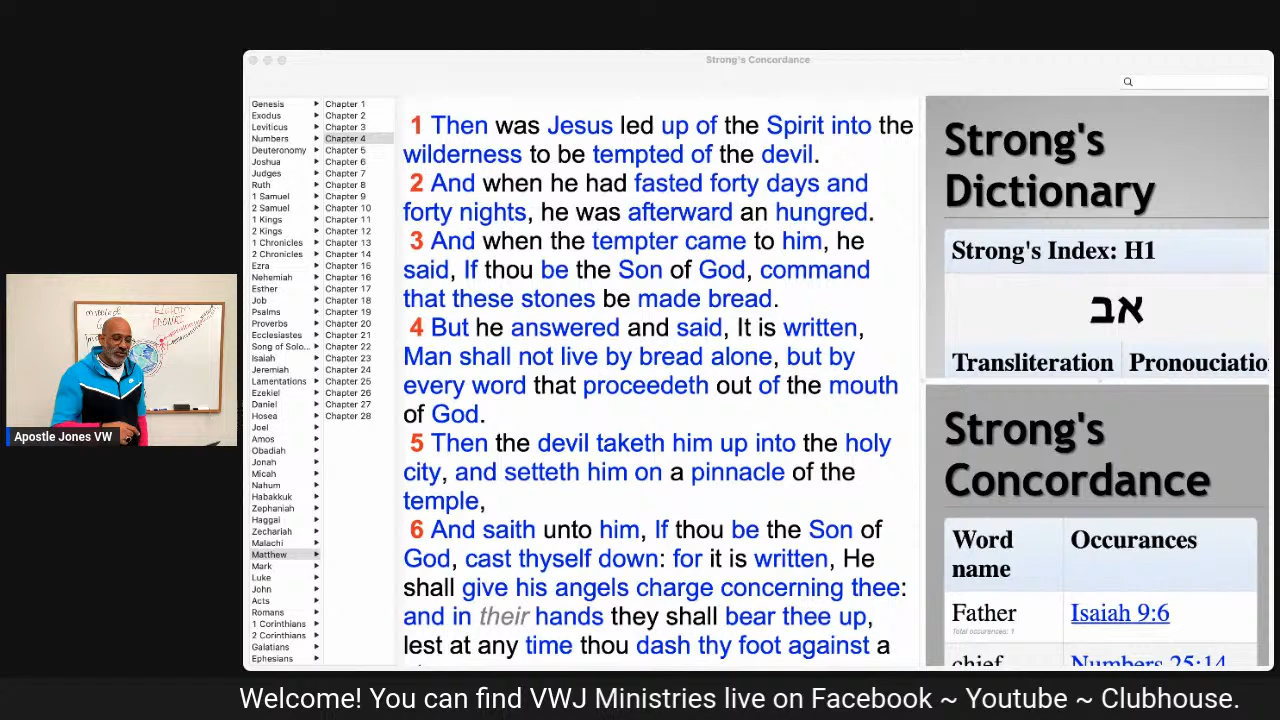 Strong's Concordance
Genesis
Exodus
Leviticus
Numbers
Deuteronomy
Joshua
Judges
Ruth
1 Samuel
2 Samuel
1 Kings
2 Kings
1 Chronicles
2 Chronicles
Ezra
Nehemiah
Esther
Job
Psalms
Proverbs
Ecclesiastes
Song of Solo...
Isaiah
Jeremiah
Lamentations
Ezekiel
Daniel
Hosea
Joel
Amos
Obadiah
Jonah
Micah
Nahum
Habakkuk
Zephaniah
Haggai
Zechariah
Malachi
Matthew
Mark
Luke
John
Acts
Romans
1 Corinthians
2 Corinthians
Galatians
Ephesians
Chapter 1
Chapter 2
Chapter 3
Chapter 4
Chapter 5
Chapter 6
Chapter 7
Chapter 8
Chapter 9
Chapter 10
Chapter 11
Chapter 12
Chapter 13
Chapter 14
Chapter 15
Chapter 16
Chapter 17
Chapter 18
Chapter 19
Chapter 20
Chapter 21
Chapter 22
Chapter 23
Chapter 24
Chapter 25
Chapter 26
Chapter 27
Chapter 28
1 Then was Jesus led up of the Spirit into the
wilderness to be tempted of the devil.
2 And when he had fasted forty days and
forty nights, he was afterward an hungred.
3 And when the tempter came to him, he
said, If thou be the Son of God, command
that these stones be made bread.
4 But he answered and said, It is written,
Man shall not live by bread alone, but by
every word that proceedeth out of the mouth
of God.
5 Then the devil taketh him up into the holy
city, and setteth him on a pinnacle of the
temple,
6 And saith unto him, If thou be the Son of
God, cast thyself down: for it is written, He
shall give his angels charge concerning thee:
and in their hands they shall bear thee up,
lest at any time thou dash thy foot against a
Strong's
Dictionary
Strong's Index: H1
אב
Transliteration Pronouciatio
Strong's
Concordance
Word Occurances
name
Father Isaiah 9:6
Total occurences: 1
chief Numbers 25:14
Apostle Jones VW
Welcome! You can find VWJ Ministries live on Facebook ~ Youtube ~ Clubhouse.